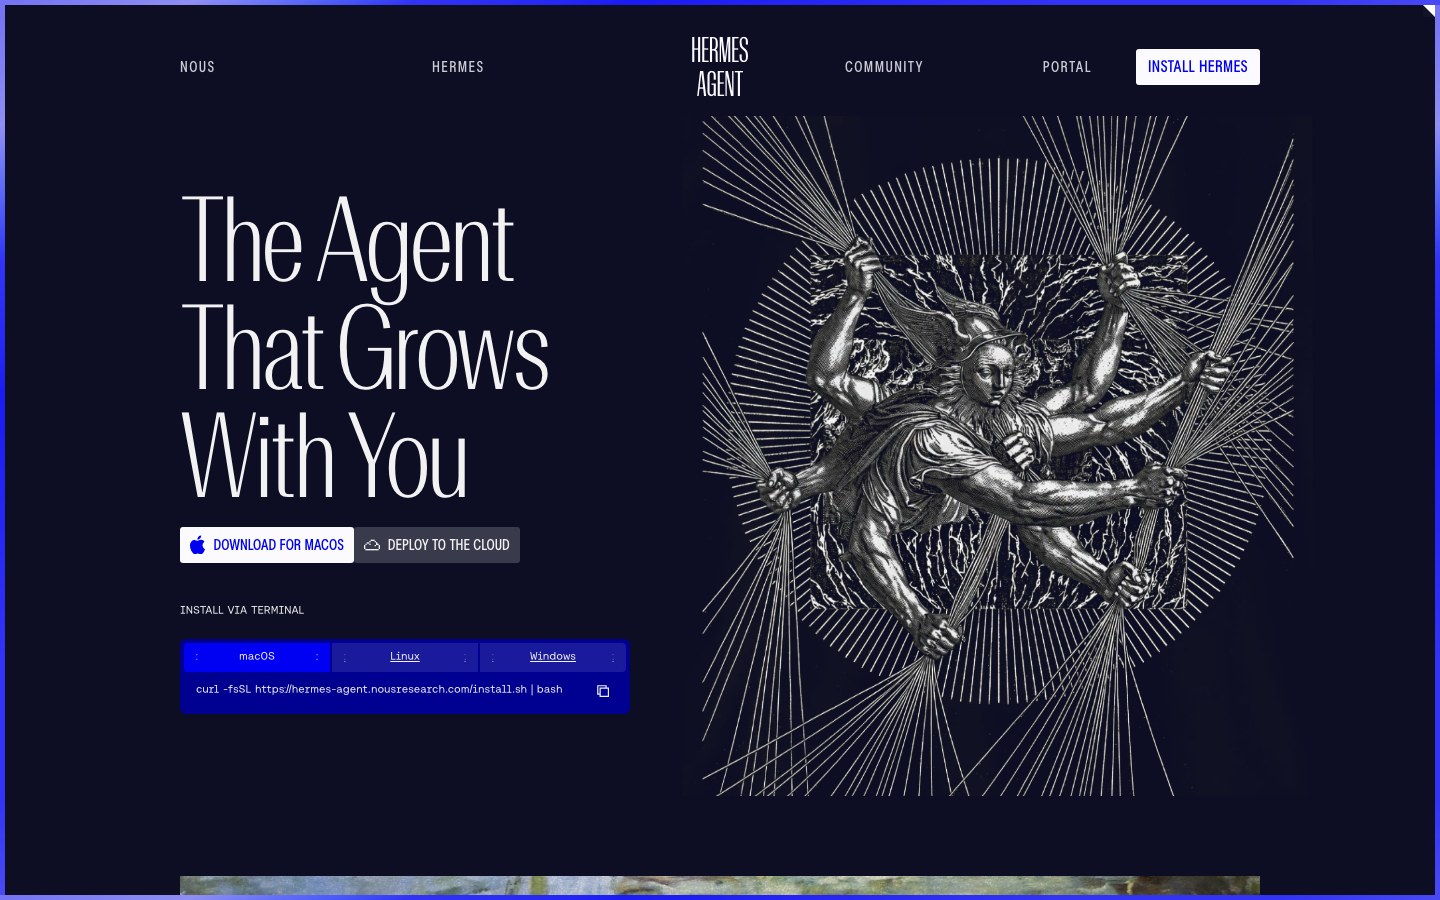 NOUS
HERMES
HERMES
AGENT
COMMUNITY
PORTAL
INSTALL HERMES
The Agent
That Grows
With You
DOWNLOAD FOR MACOS
DEPLOY TO THE CLOUD
INSTALL VIA TERMINAL
macOS
Linux
Windows
curl -fsSL https://hermes-agent.nousresearch.com/install.sh | bash